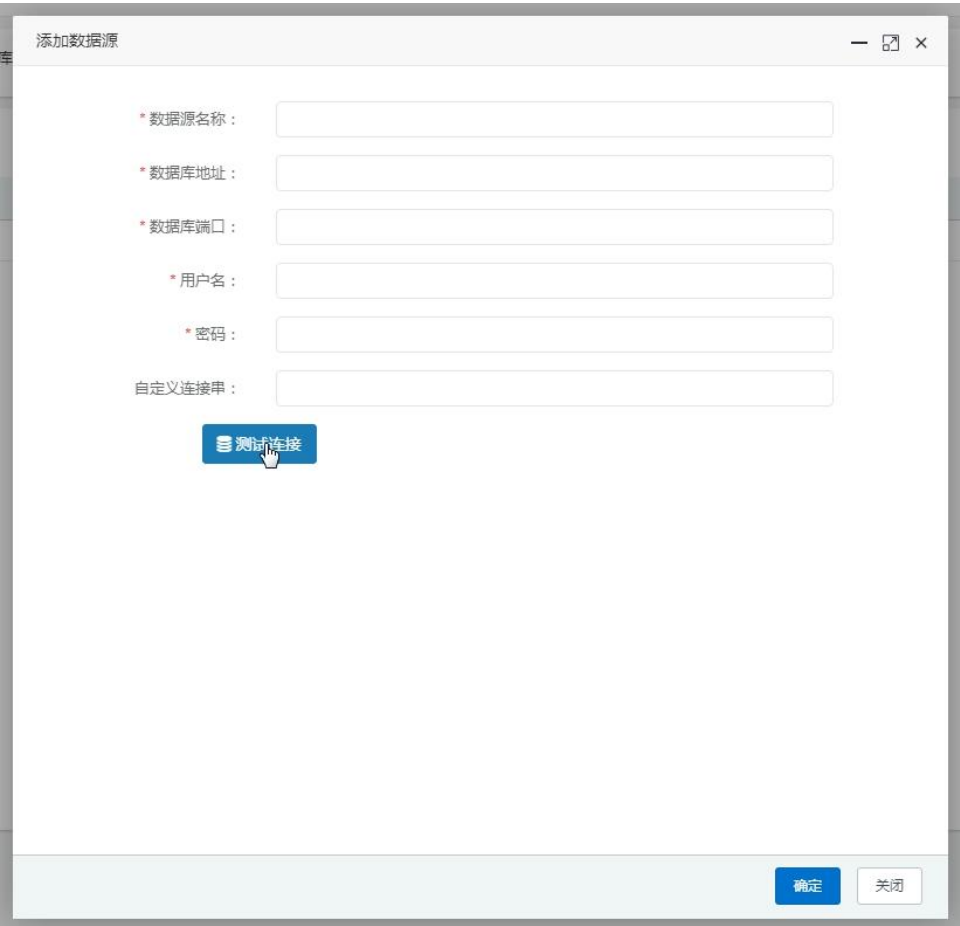 添加数据源
库
* 数据源名称：
* 数据库地址：
* 数据库端口：
* 用户名：
* 密码：
自定义连接串：
测试连接
确定
关闭